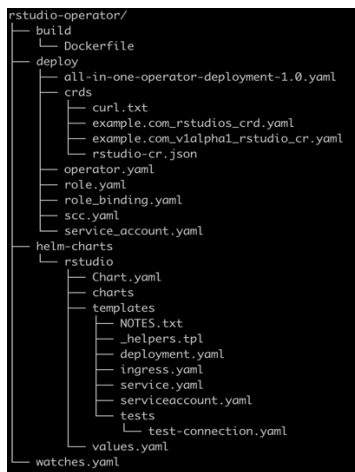 rstudio-operator/
├── build
│   └── Dockerfile
├── deploy
│   ├── all-in-one-operator-deployment-1.0.yaml
│   ├── crds
│   │   ├── curl.txt
│   │   ├── example.com_rstudios_crd.yaml
│   │   ├── example.com_v1alpha1_rstudio_cr.yaml
│   │   └── rstudio-cr.json
│   ├── operator.yaml
│   ├── role.yaml
│   ├── role_binding.yaml
│   ├── scc.yaml
│   └── service_account.yaml
├── helm-charts
│   └── rstudio
│       ├── Chart.yaml
│       ├── charts
│       ├── templates
│       │   ├── NOTES.txt
│       │   ├── _helpers.tpl
│       │   ├── deployment.yaml
│       │   ├── ingress.yaml
│       │   ├── service.yaml
│       │   ├── serviceaccount.yaml
│       │   └── tests
│       │       └── test-connection.yaml
│       └── values.yaml
└── watches.yaml